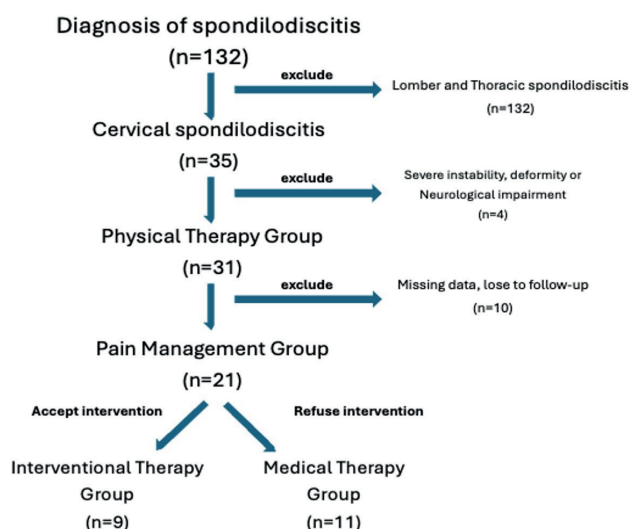 Diagnosis of spondilodiscitis
(n=132)
exclude
Lomber and Thoracic spondilodiscitis
(n=132)
Cervical spondilodiscitis
(n=35)
exclude
Severe instability, deformity or
Neurological impairment
(n=4)
Physical Therapy Group
(n=31)
exclude
Missing data, lose to follow-up
(n=10)
Pain Management Group
(n=21)
Accept intervention
Refuse intervention
Interventional Therapy
Group
(n=9)
Medical Therapy
Group
(n=11)